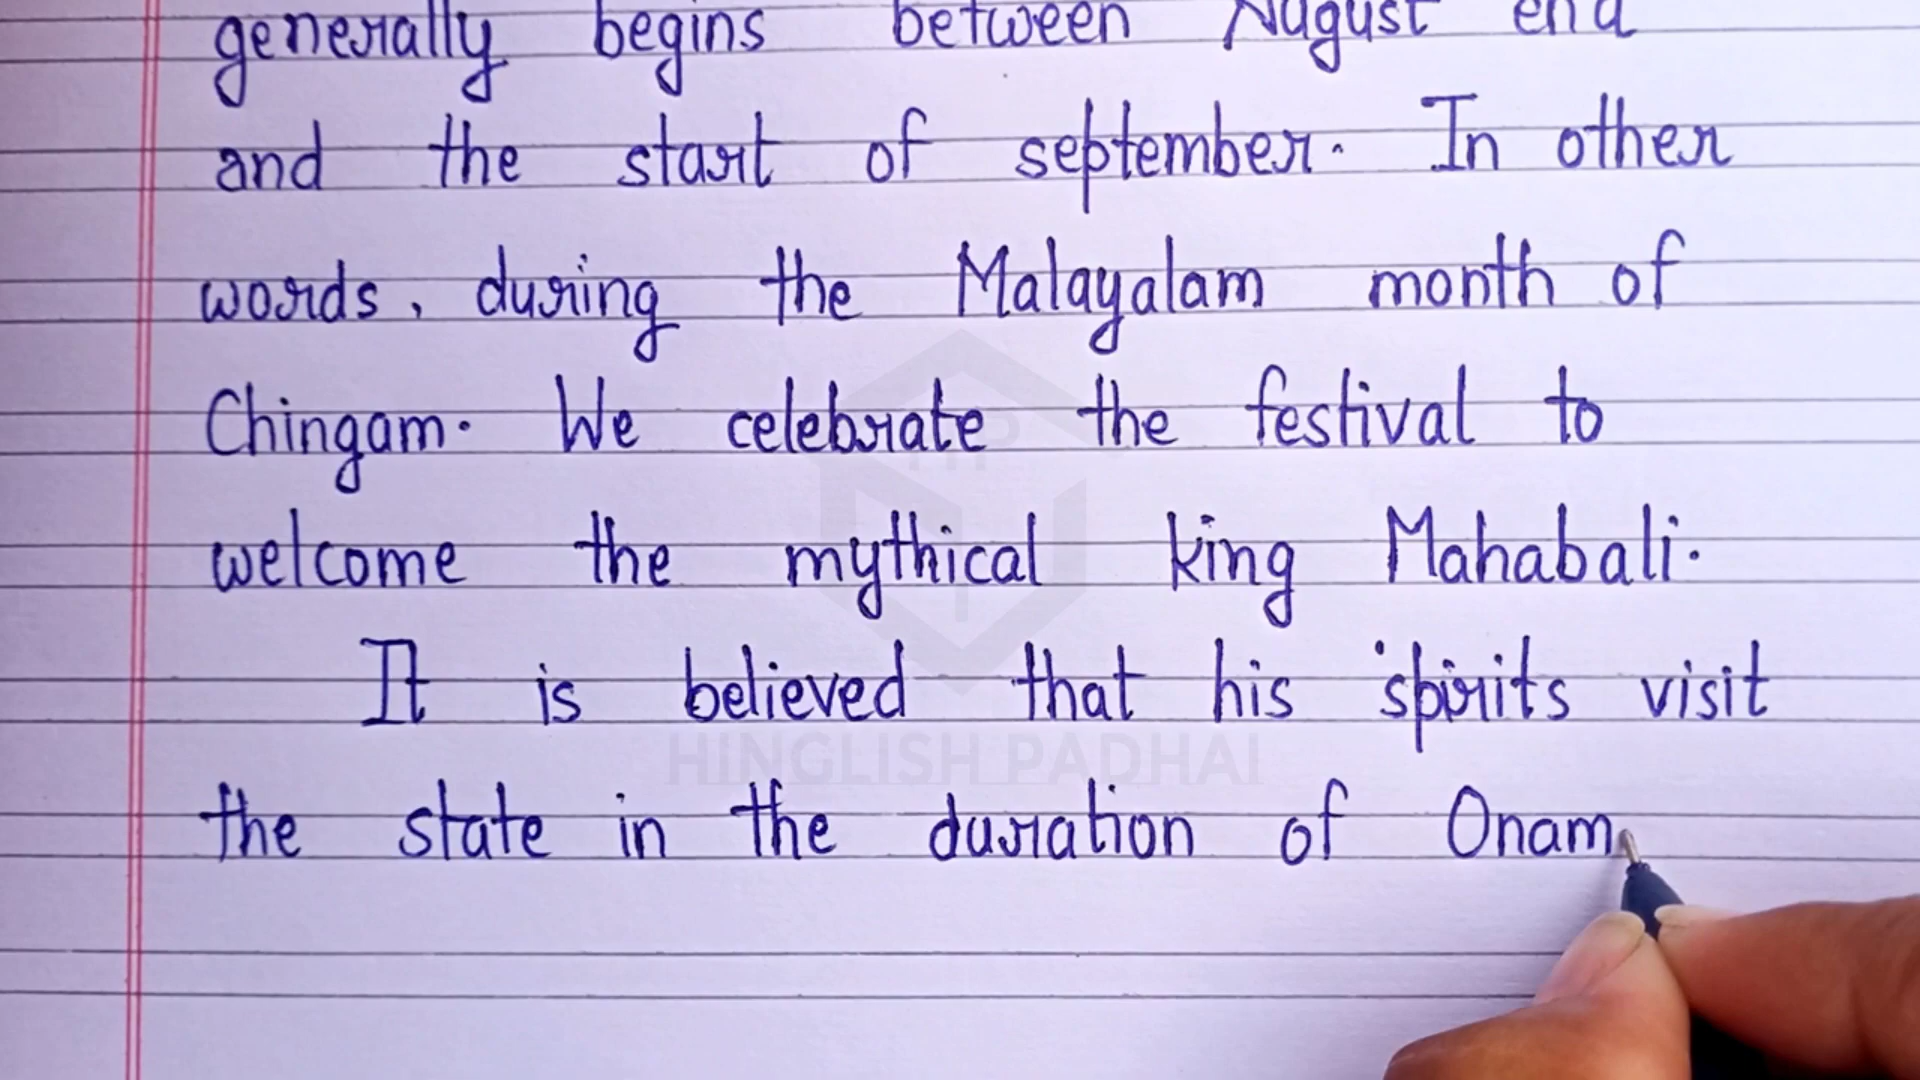 generally begins between August end
and the start of september. In other
words, during the Malayalam month of
Chingam. We celebrate the festival to
welcome the mythical king Mahabali.
It is believed that his spirits visit
HINGLISH PADHAI
the state in the duration of Onam